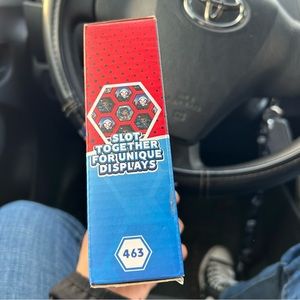 SLOT
TOGETHER
FOR UNIQUE
DISPLAYS
463